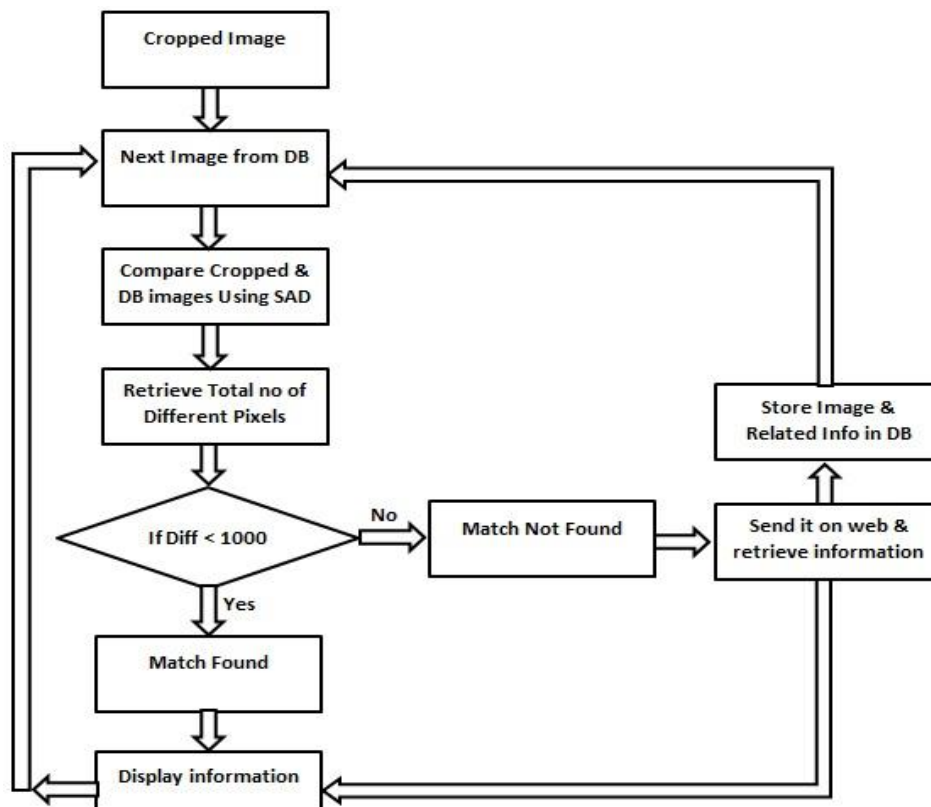 Cropped Image
Next Image from DB
Compare Cropped &
DB images Using SAD
Retrieve Total no of
Different Pixels
If Diff < 1000
No
Yes
Match Not Found
Send it on web &
retrieve information
Store Image &
Related Info in DB
Match Found
Display information